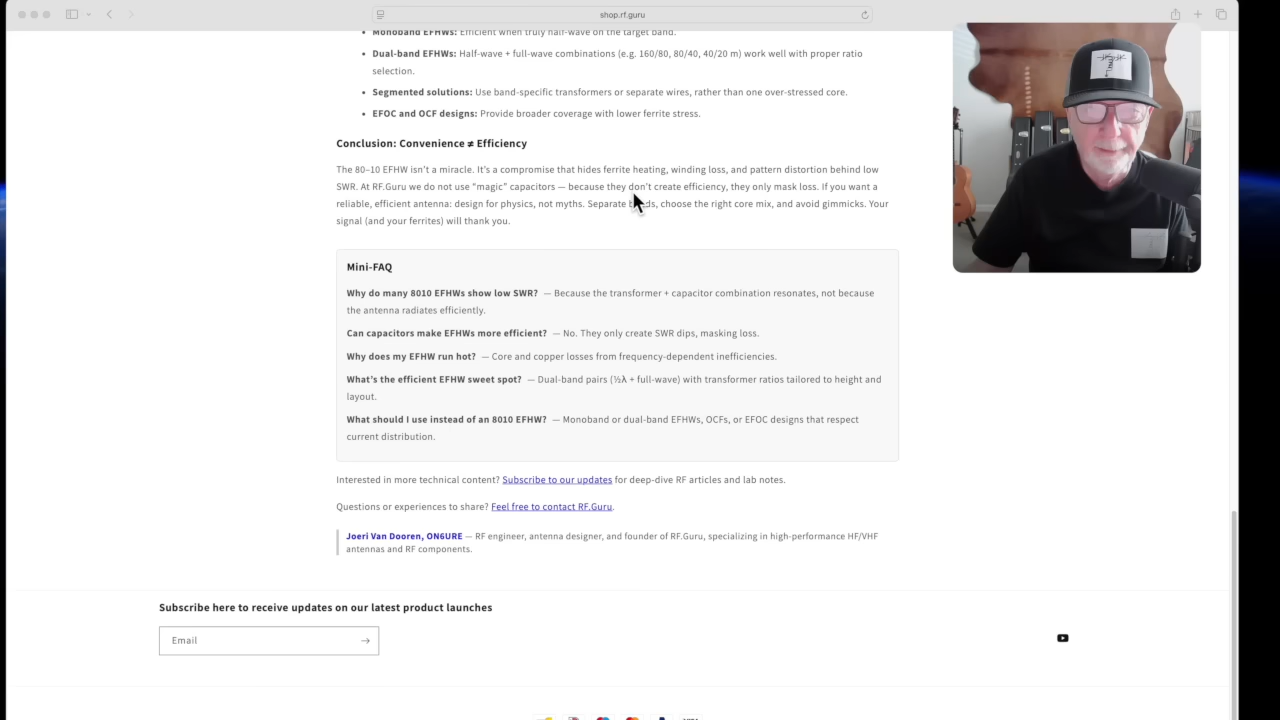 shop.rf.guru
Monoband EFHWs: Efficient when truly half-wave on the target band.
Dual-band EFHWs: Half-wave + full-wave combinations (e.g. 160/80, 80/40, 40/20 m) work well with proper ratio
selection.
Segmented solutions: Use band-specific transformers or separate wires, rather than one over-stressed core.
EFOC and OCF designs: Provide broader coverage with lower ferrite stress.
Conclusion: Convenience ≠ Efficiency
The 80–10 EFHW isn't a miracle. It's a compromise that hides ferrite heating, winding loss, and pattern distortion behind low
SWR. At RF.Guru we do not use "magic" capacitors — because they don't create efficiency, they only mask loss. If you want a
reliable, efficient antenna: design for physics, not myths. Separate bands, choose the right core mix, and avoid gimmicks. Your
signal (and your ferrites) will thank you.
Mini-FAQ
Why do many 8010 EFHWs show low SWR? — Because the transformer + capacitor combination resonates, not because
the antenna radiates efficiently.
Can capacitors make EFHWs more efficient? — No. They only create SWR dips, masking loss.
Why does my EFHW run hot? — Core and copper losses from frequency-dependent inefficiencies.
What's the efficient EFHW sweet spot? — Dual-band pairs (½λ + full-wave) with transformer ratios tailored to height and
layout.
What should I use instead of an 8010 EFHW? — Monoband or dual-band EFHWs, OCFs, or EFOC designs that respect
current distribution.
Interested in more technical content? Subscribe to our updates for deep-dive RF articles and lab notes.
Questions or experiences to share? Feel free to contact RF.Guru.
Joeri Van Dooren, ON6URE — RF engineer, antenna designer, and founder of RF.Guru, specializing in high-performance HF/VHF
antennas and RF components.
Subscribe here to receive updates on our latest product launches
Email